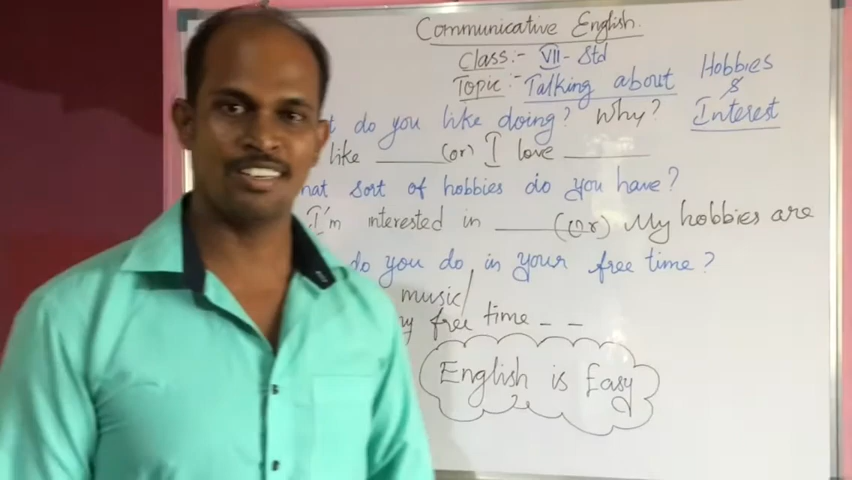 Communicative English.
Class:- VII - Std
Topic:- Talking about Hobbies & Interest
do you like doing? Why?
like ______ (or) I love ______
sort of hobbies do you have?
I'm interested in ______ (or) My hobbies are
do you do in your free time?
music/
free time - -
English is Easy